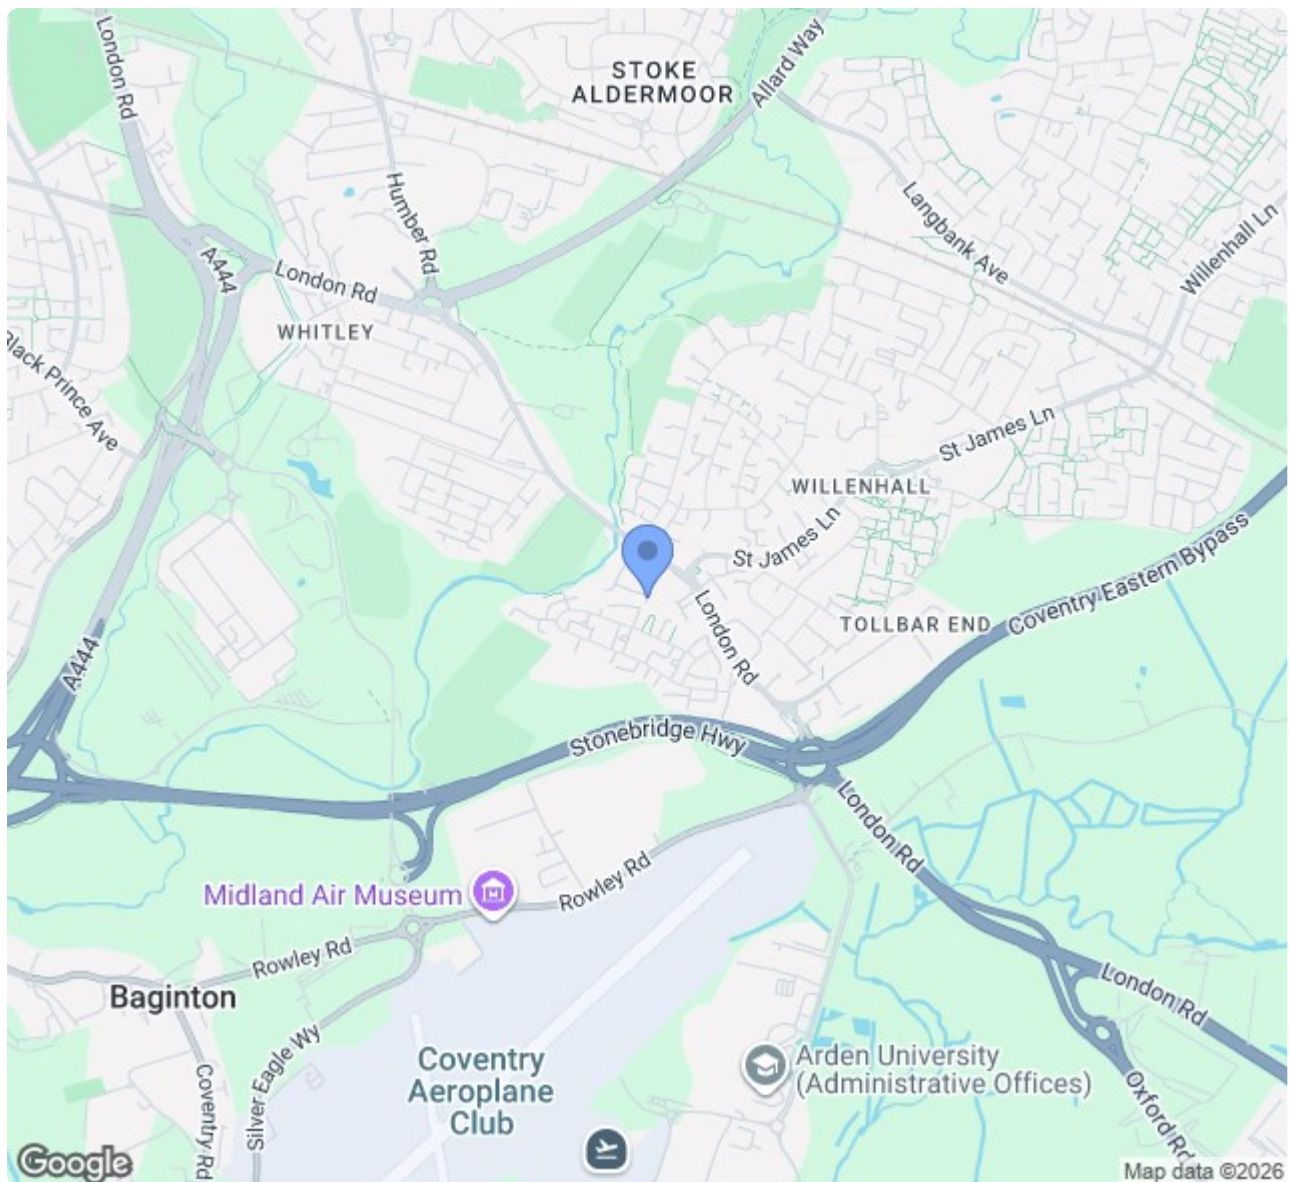 London Rd
STOKE
ALDERMOOR
Allard Way
Humber Rd
Langbank Ave
Willenhall Ln
A444
London Rd
WHITLEY
Black Prince Ave
St James Ln
WILLENHALL
St James Ln
Coventry Eastern Bypass
London Rd
TOLLBAR END
A444
Stonebridge Hwy
London Rd
Midland Air Museum
Rowley Rd
Rowley Rd
Baginton
London Rd
Silver Eagle Wy
Coventry
Aeroplane
Club
Arden University
(Administrative Offices)
Coventry Rd
Oxford Rd
Google
Map data ©2026